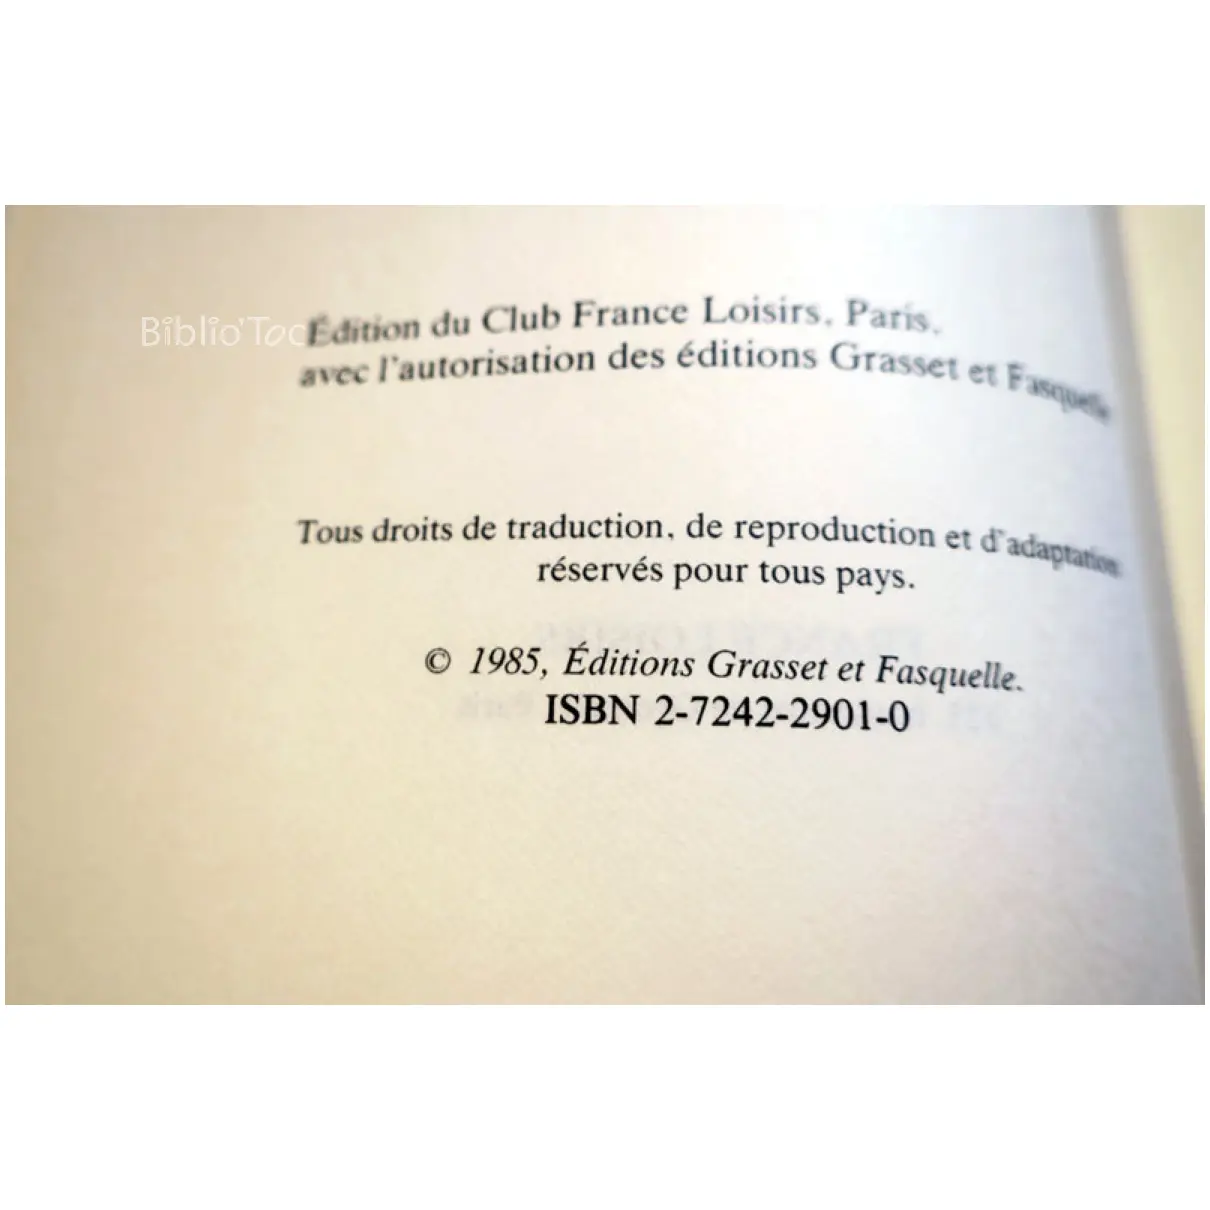 Biblio'Toc
Édition du Club France Loisirs, Paris,
avec l'autorisation des éditions Grasset et Fasquelle
Tous droits de traduction, de reproduction et d'adaptation
réservés pour tous pays.
© 1985, Éditions Grasset et Fasquelle.
ISBN 2-7242-2901-0